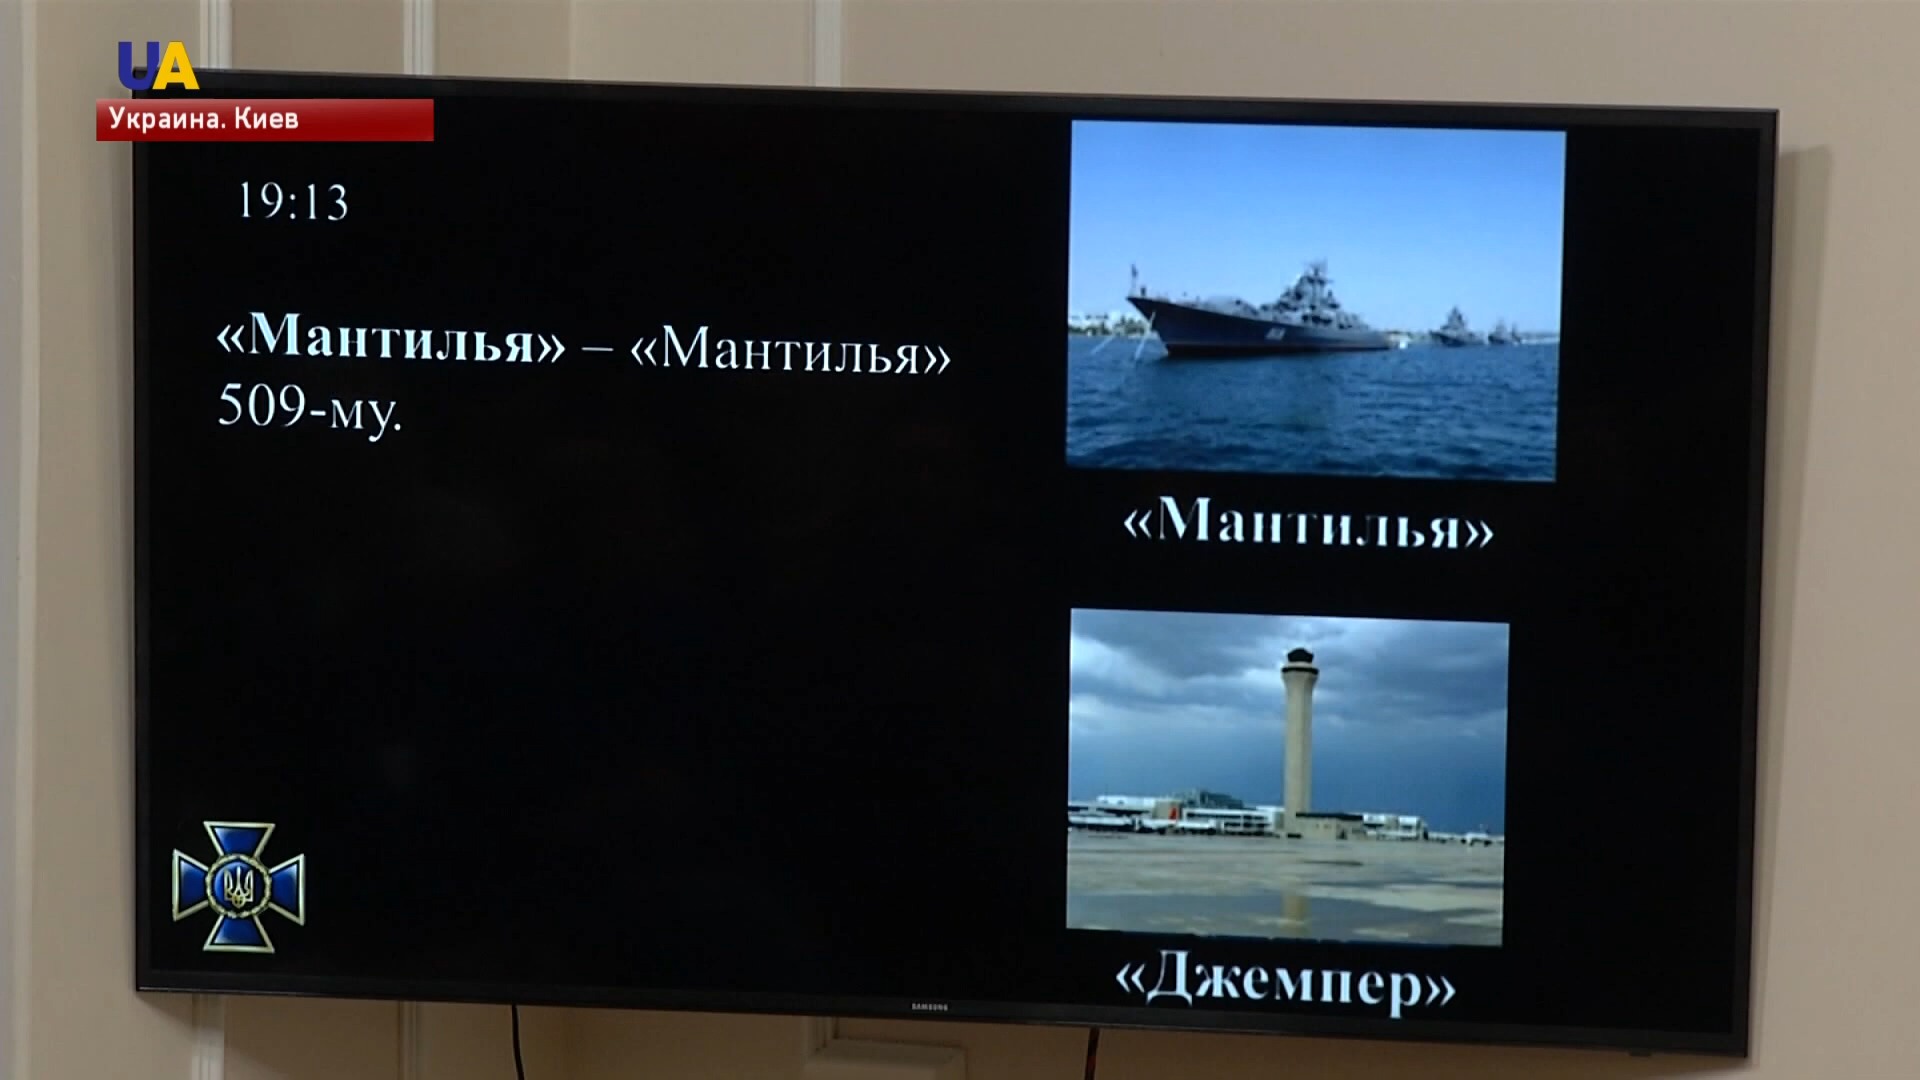 UA
Украина. Киев
19:13
«Мантилья» – «Мантилья»
509-му.
«Мантилья»
«Джемпер»
SAMSUNG